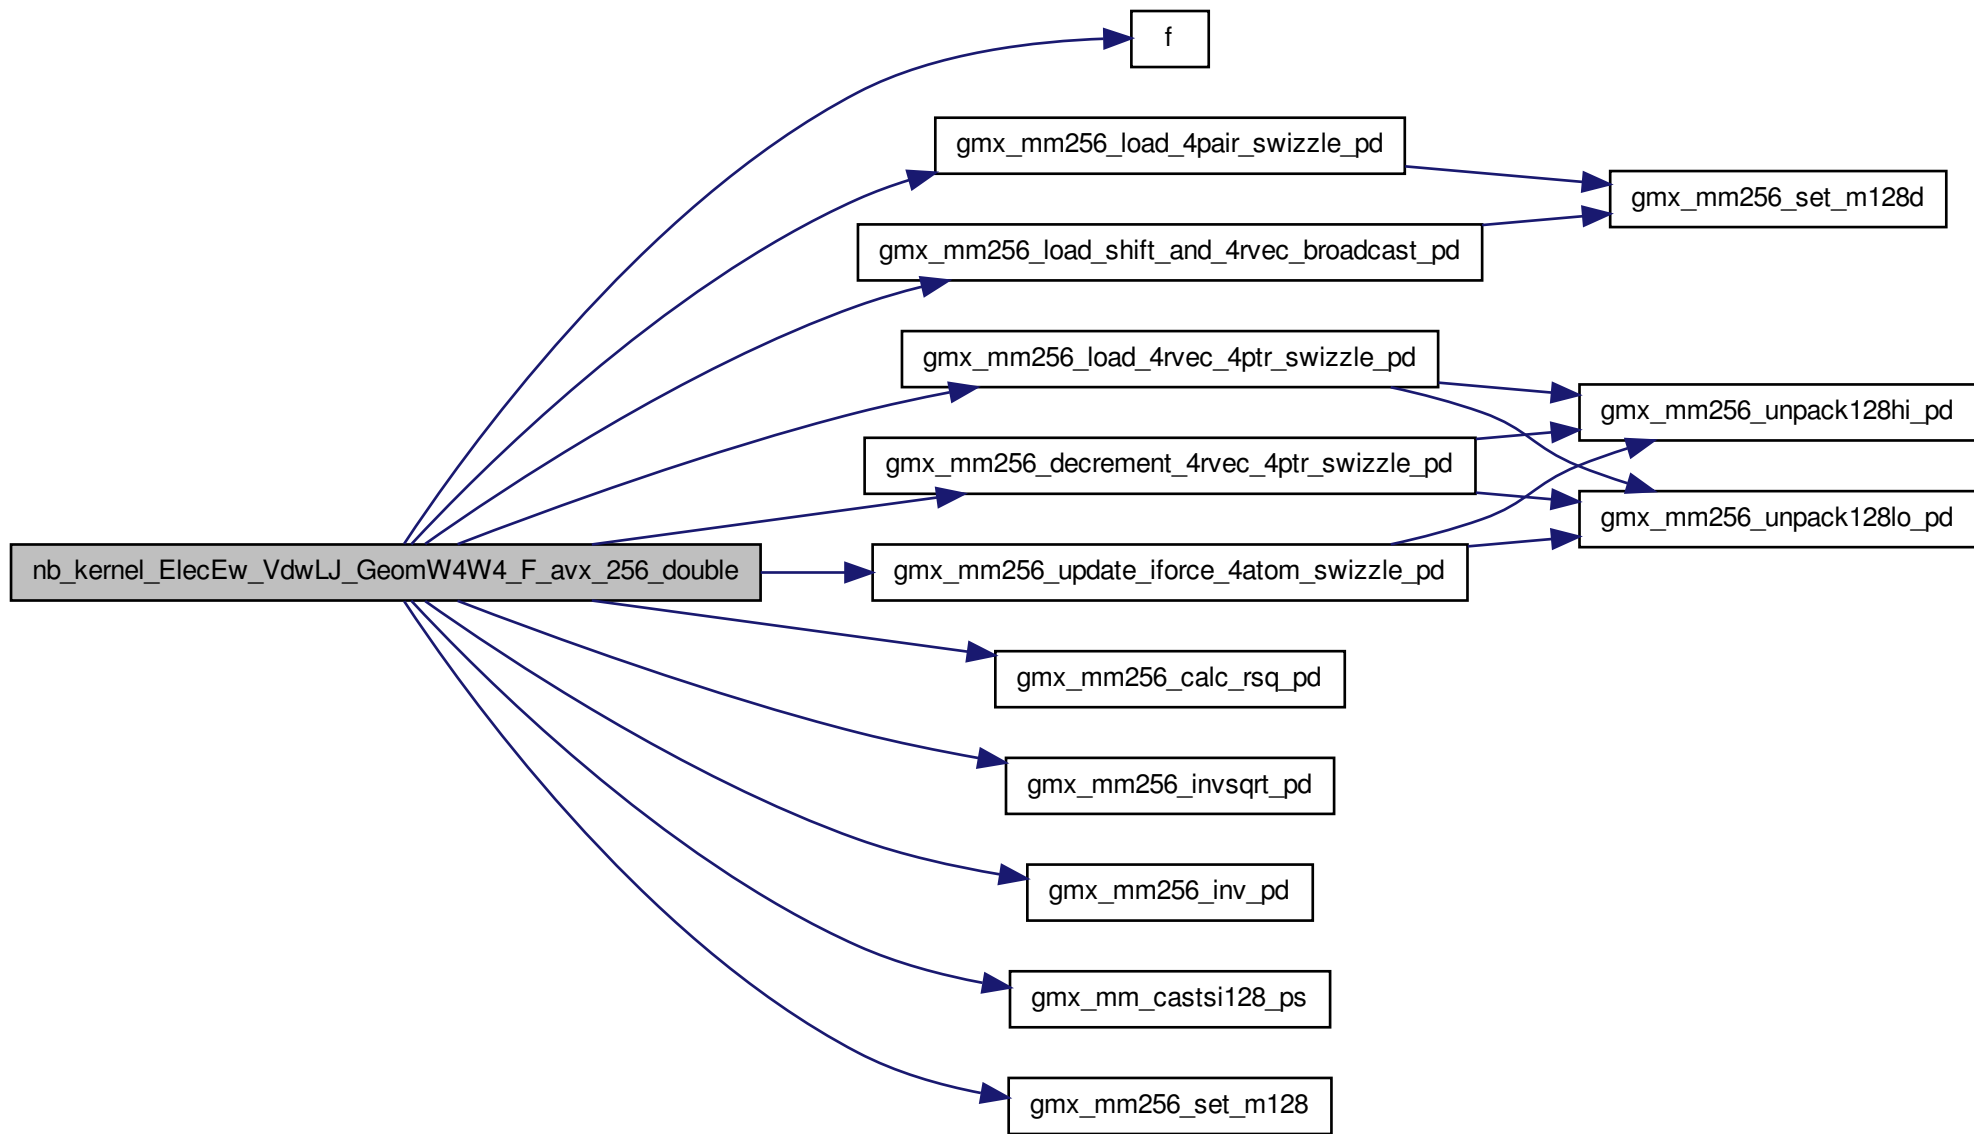 f
gmx_mm256_load_4pair_swizzle_pd
gmx_mm256_set_m128d
gmx_mm256_load_shift_and_4rvec_broadcast_pd
gmx_mm256_load_4rvec_4ptr_swizzle_pd
gmx_mm256_unpack128hi_pd
gmx_mm256_decrement_4rvec_4ptr_swizzle_pd
gmx_mm256_unpack128lo_pd
nb_kernel_ElecEw_VdwLJ_GeomW4W4_F_avx_256_double
gmx_mm256_update_iforce_4atom_swizzle_pd
gmx_mm256_calc_rsq_pd
gmx_mm256_invsqrt_pd
gmx_mm256_inv_pd
gmx_mm_castsi128_ps
gmx_mm256_set_m128